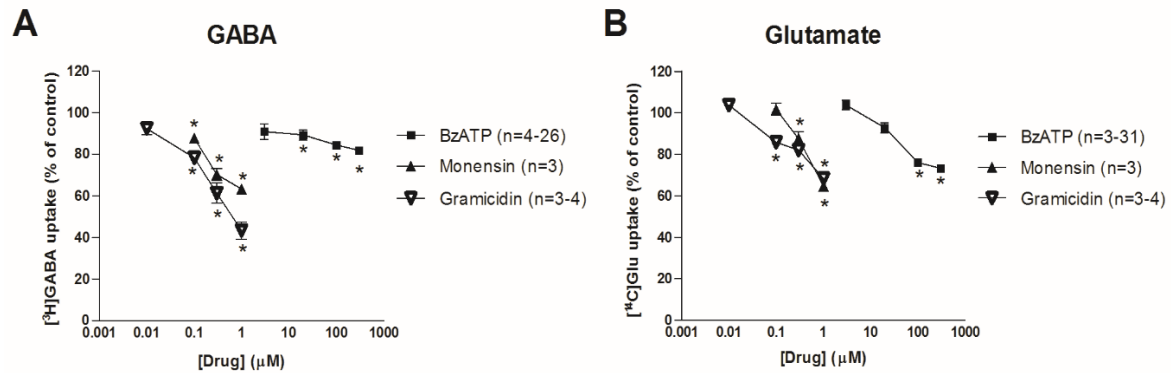 A
GABA
[³H]GABA uptake (% of control)
120
100
80
60
40
20
0
0.001
0.01
0.1
1
10
100
1000
[Drug] (μM)
* * * * * * * * * *
BzATP (n=4-26)
Monensin (n=3)
Gramicidin (n=3-4)
B
Glutamate
[¹⁴C]Glu uptake (% of control)
120
100
80
60
40
20
0
0.001
0.01
0.1
1
10
100
1000
[Drug] (μM)
* * * * * * * *
BzATP (n=3-31)
Monensin (n=3)
Gramicidin (n=3-4)